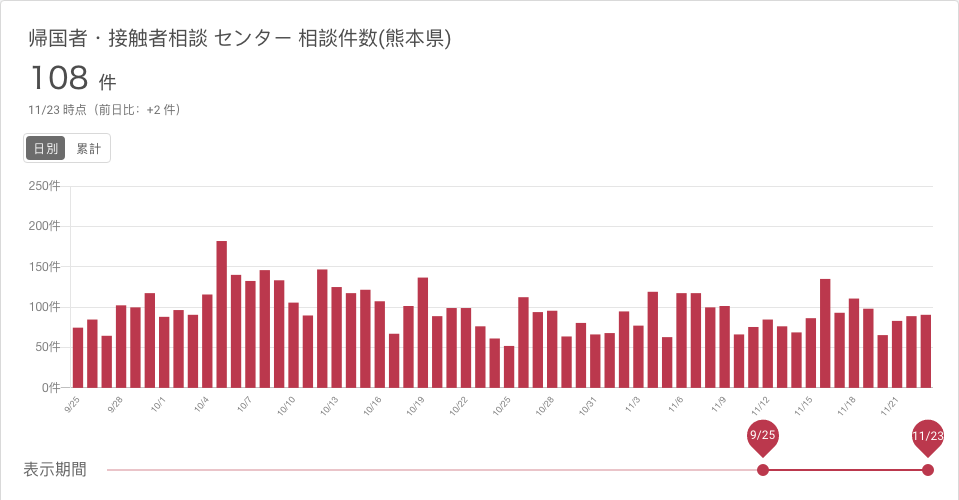 帰国者・接触者相談 センター 相談件数(熊本県)
108 件
11/23 時点（前日比：+2 件）
日別 累計
250件
200件
150件
100件
50件
0件
9/25 9/28 10/1 10/4 10/7 10/10 10/13 10/16 10/19 10/22 10/25 10/28 10/31 11/3 11/6 11/9 11/12 11/15 11/18 11/21
9/25 11/23
表示期間